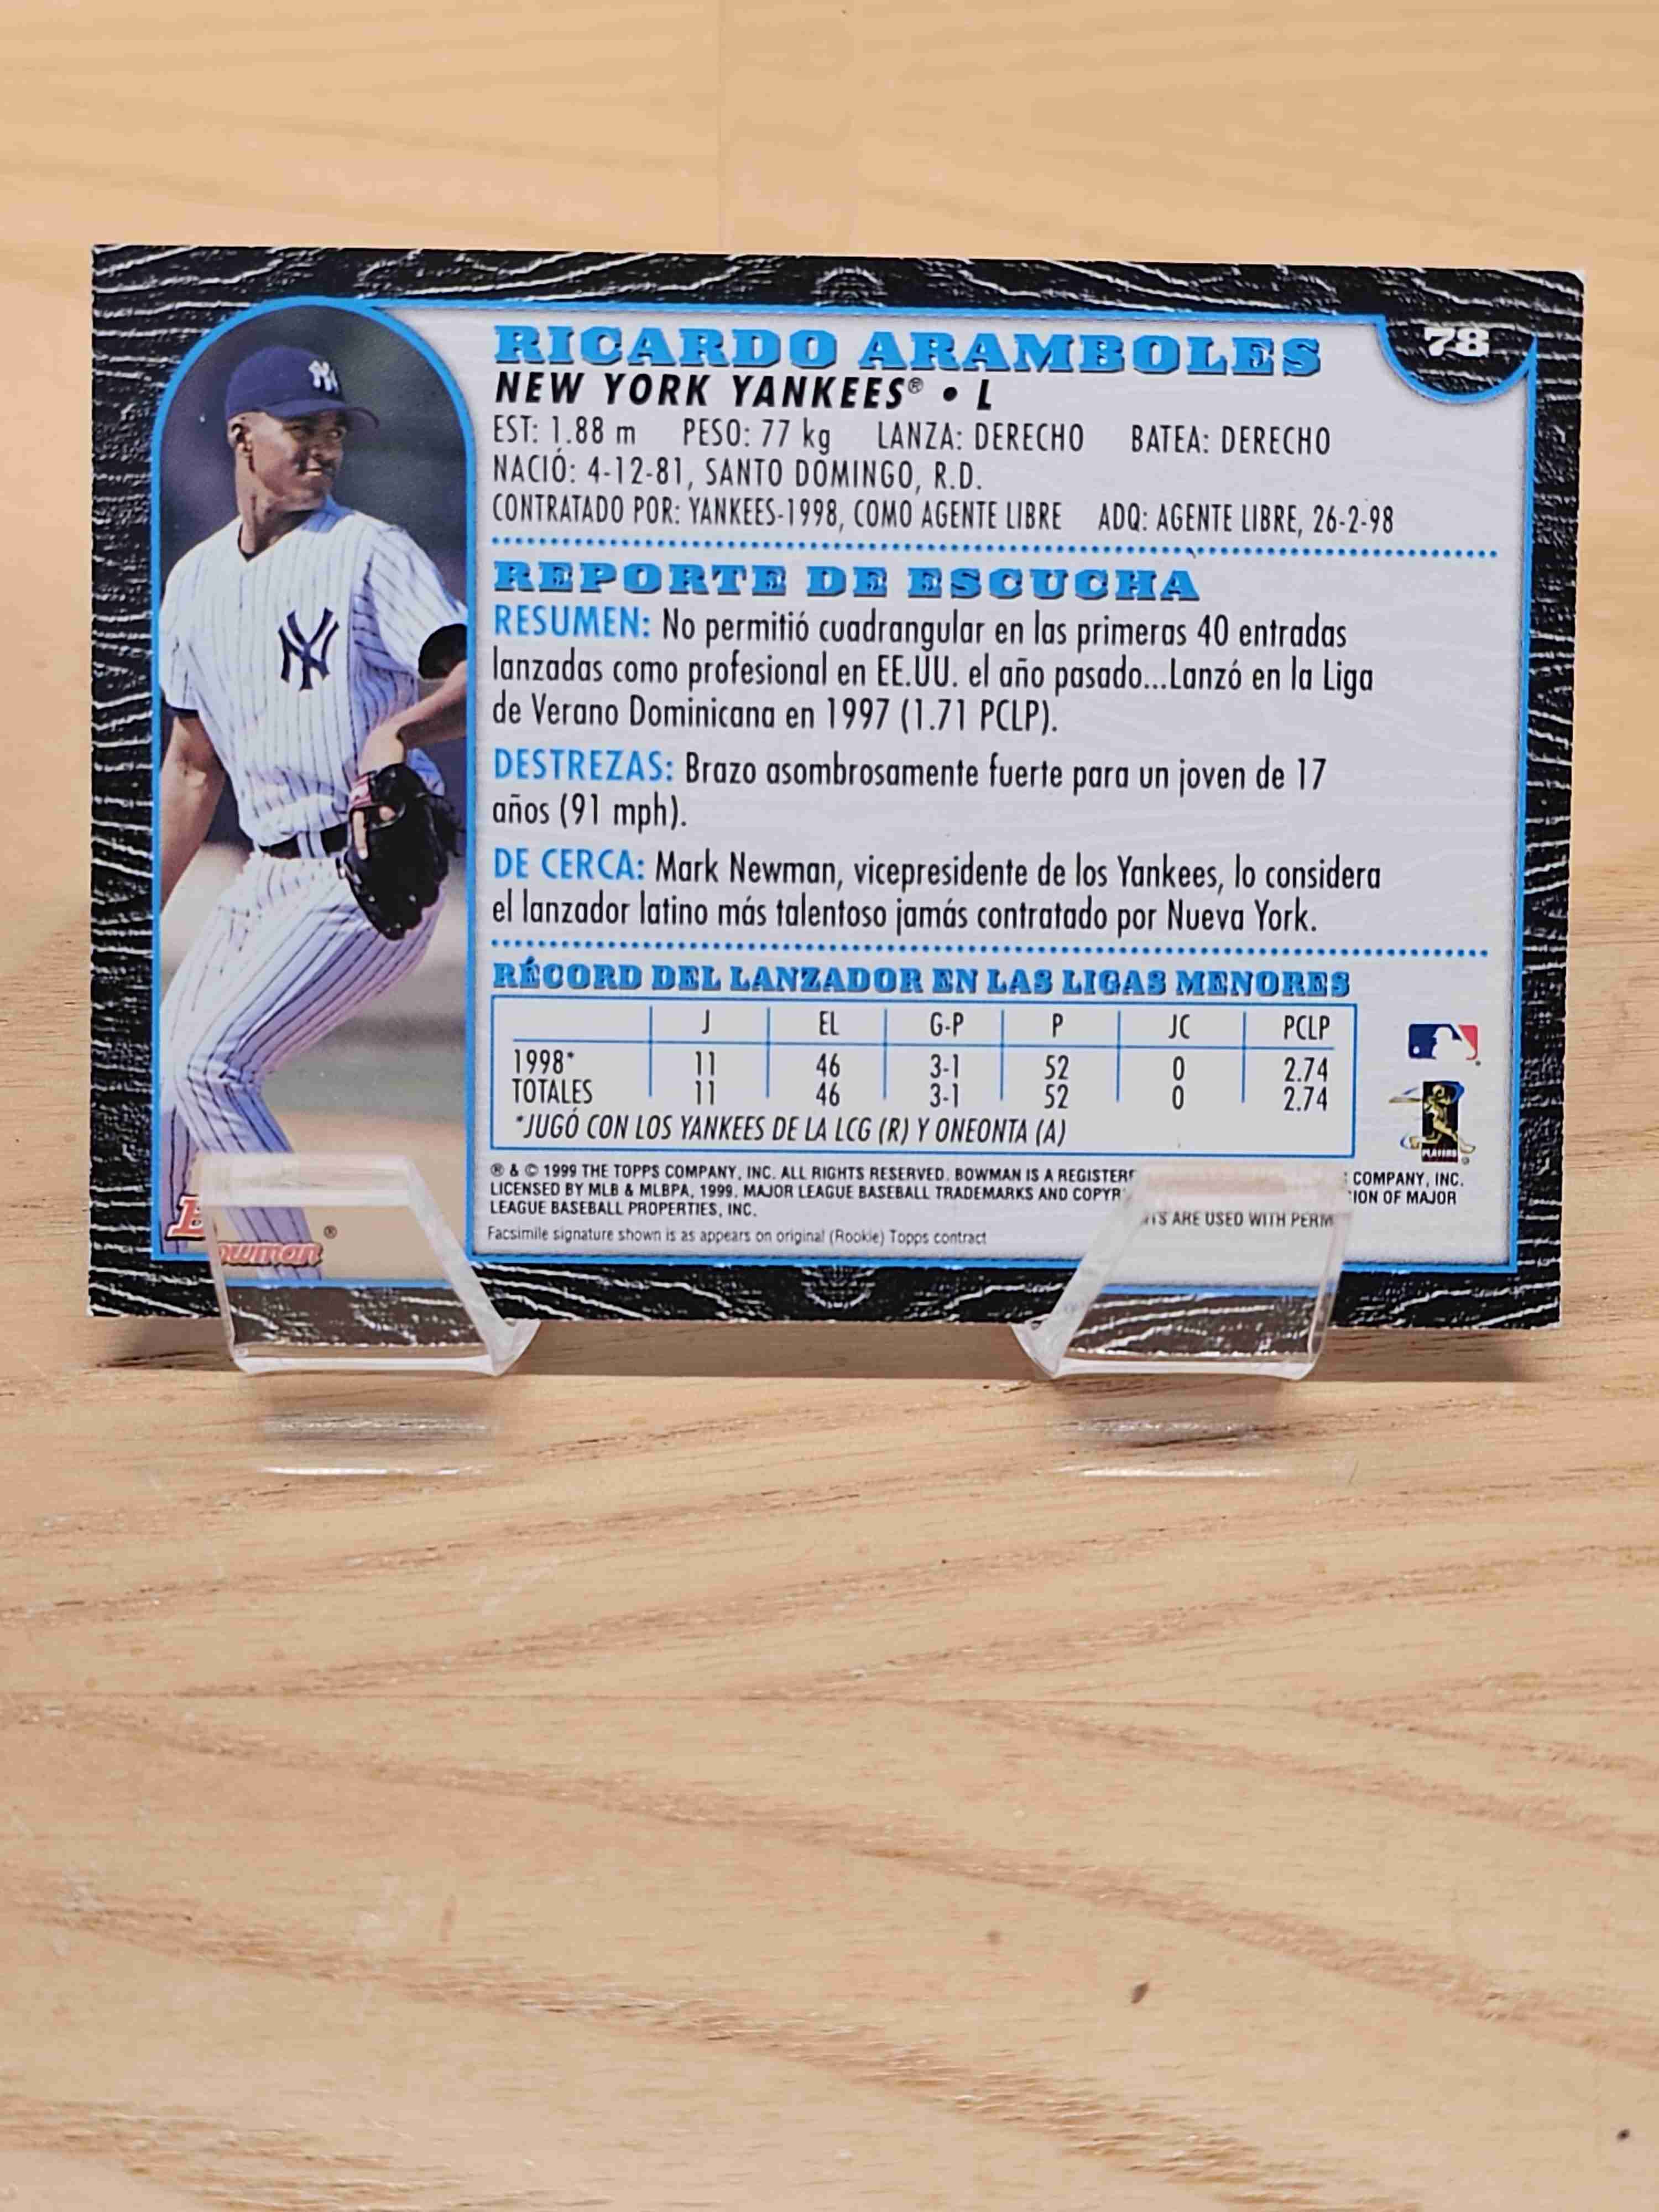 78
RICARDO ARAMBOLES
NEW YORK YANKEES® • L
EST: 1.88 m PESO: 77 kg LANZA: DERECHO BATEA: DERECHO
NACIÓ: 4-12-81, SANTO DOMINGO, R.D.
CONTRATADO POR: YANKEES-1998, COMO AGENTE LIBRE ADQ: AGENTE LIBRE, 26-2-98
REPORTE DE ESCUCHA
RESUMEN: No permitió cuadrangular en las primeras 40 entradas
lanzadas como profesional en EE.UU. el año pasado...Lanzó en la Liga
de Verano Dominicana en 1997 (1.71 PCLP).
DESTREZAS: Brazo asombrosamente fuerte para un joven de 17
años (91 mph).
DE CERCA: Mark Newman, vicepresidente de los Yankees, lo considera
el lanzador latino más talentoso jamás contratado por Nueva York.
RÉCORD DEL LANZADOR EN LAS LIGAS MENORES
J EL G-P P JC PCLP
1998* 11 46 3-1 52 0 2.74
TOTALES 11 46 3-1 52 0 2.74
*JUGÓ CON LOS YANKEES DE LA LCG (R) Y ONEONTA (A)
® & © 1999 THE TOPPS COMPANY, INC. ALL RIGHTS RESERVED. BOWMAN IS A COMPANY, INC.
LICENSED BY MLB & MLBPA, 1999. MAJOR LEAGUE BASEBALL TRADEMARKS AND ARE USED WITH OF MAJOR
LEAGUE BASEBALL PROPERTIES, INC.
Facsimile signature shown is as appears on original (Rookie) Topps contract
Bowman®
NY
NY
PLAYERS